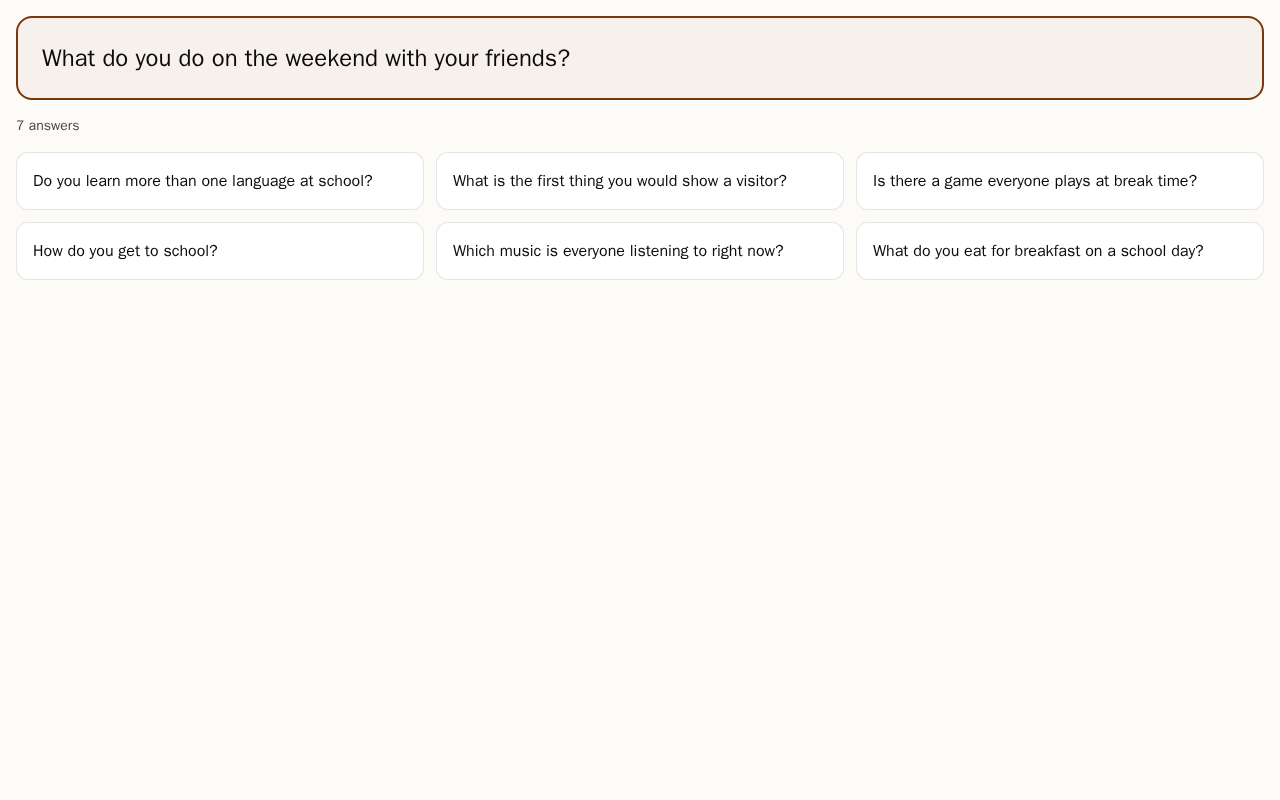 What do you do on the weekend with your friends?
7 answers
Do you learn more than one language at school?
What is the first thing you would show a visitor?
Is there a game everyone plays at break time?
How do you get to school?
Which music is everyone listening to right now?
What do you eat for breakfast on a school day?